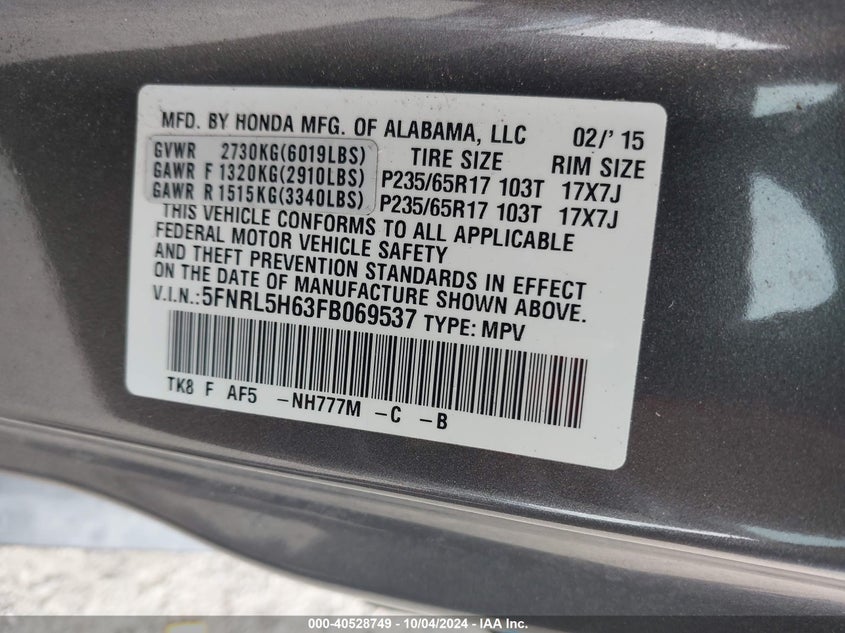 MFD. BY HONDA MFG. OF ALABAMA, LLC 02/' 15
GVWR 2730KG(6019LBS) TIRE SIZE RIM SIZE
GAWR F 1320KG(2910LBS) P235/65R17 103T 17X7J
GAWR R 1515KG(3340LBS) P235/65R17 103T 17X7J
THIS VEHICLE CONFORMS TO ALL APPLICABLE
FEDERAL MOTOR VEHICLE SAFETY
AND THEFT PREVENTION STANDARDS IN EFFECT
ON THE DATE OF MANUFACTURE SHOWN ABOVE.
V.I.N.:5FNRL5H63FB069537 TYPE: MPV
TK8 F AF5 -NH777M -C -B
000-40528749 - 10/04/2024 - www.iaai.com